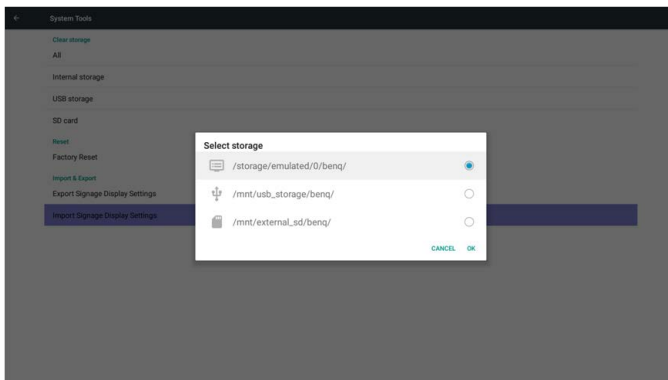 System Tools
Clear storage
All
Internal storage
USB storage
SD card
Reset
Factory Reset
Import & Export
Export Signage Display Settings
Import Signage Display Settings
Select storage
/storage/emulated/0/benq/
/mnt/usb_storage/benq/
/mnt/external_sd/benq/
CANCEL OK